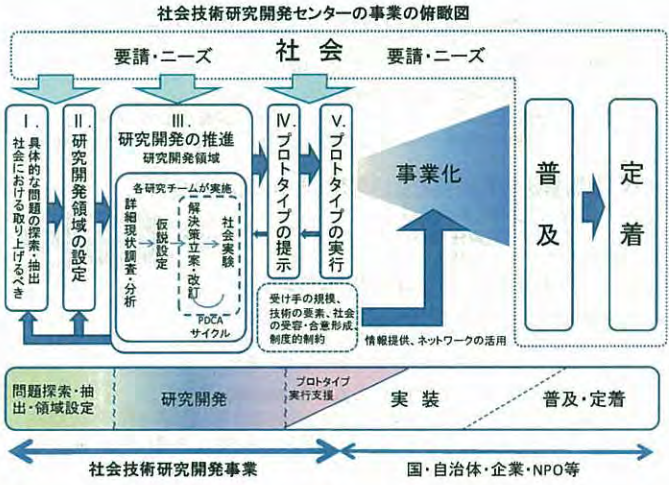 社会技術研究開発センターの事業の俯瞰図
社 会
要請・ニーズ
要請・ニーズ
Ⅰ.
具体的な問題の探索・抽出
社会における取り上げるべき
Ⅱ.
研究開発領域の設定
Ⅲ.
研究開発の推進
研究開発領域
各研究チームが実施
詳細現状調査・分析
仮説設定
解決策立案・改訂
社会実験
PDCA
サイクル
Ⅳ.
プロトタイプの提示
Ⅴ.
プロトタイプの実行
受け手の規模、
技術の要素、社会
の受容・合意形成、
制度的制約
事業化
情報提供、ネットワークの活用
普 及
定 着
問題探索・抽
出・領域設定
研究開発
プロトタイプ
実行支援
実 装
普及・定着
社会技術研究開発事業
国・自治体・企業・NPO等